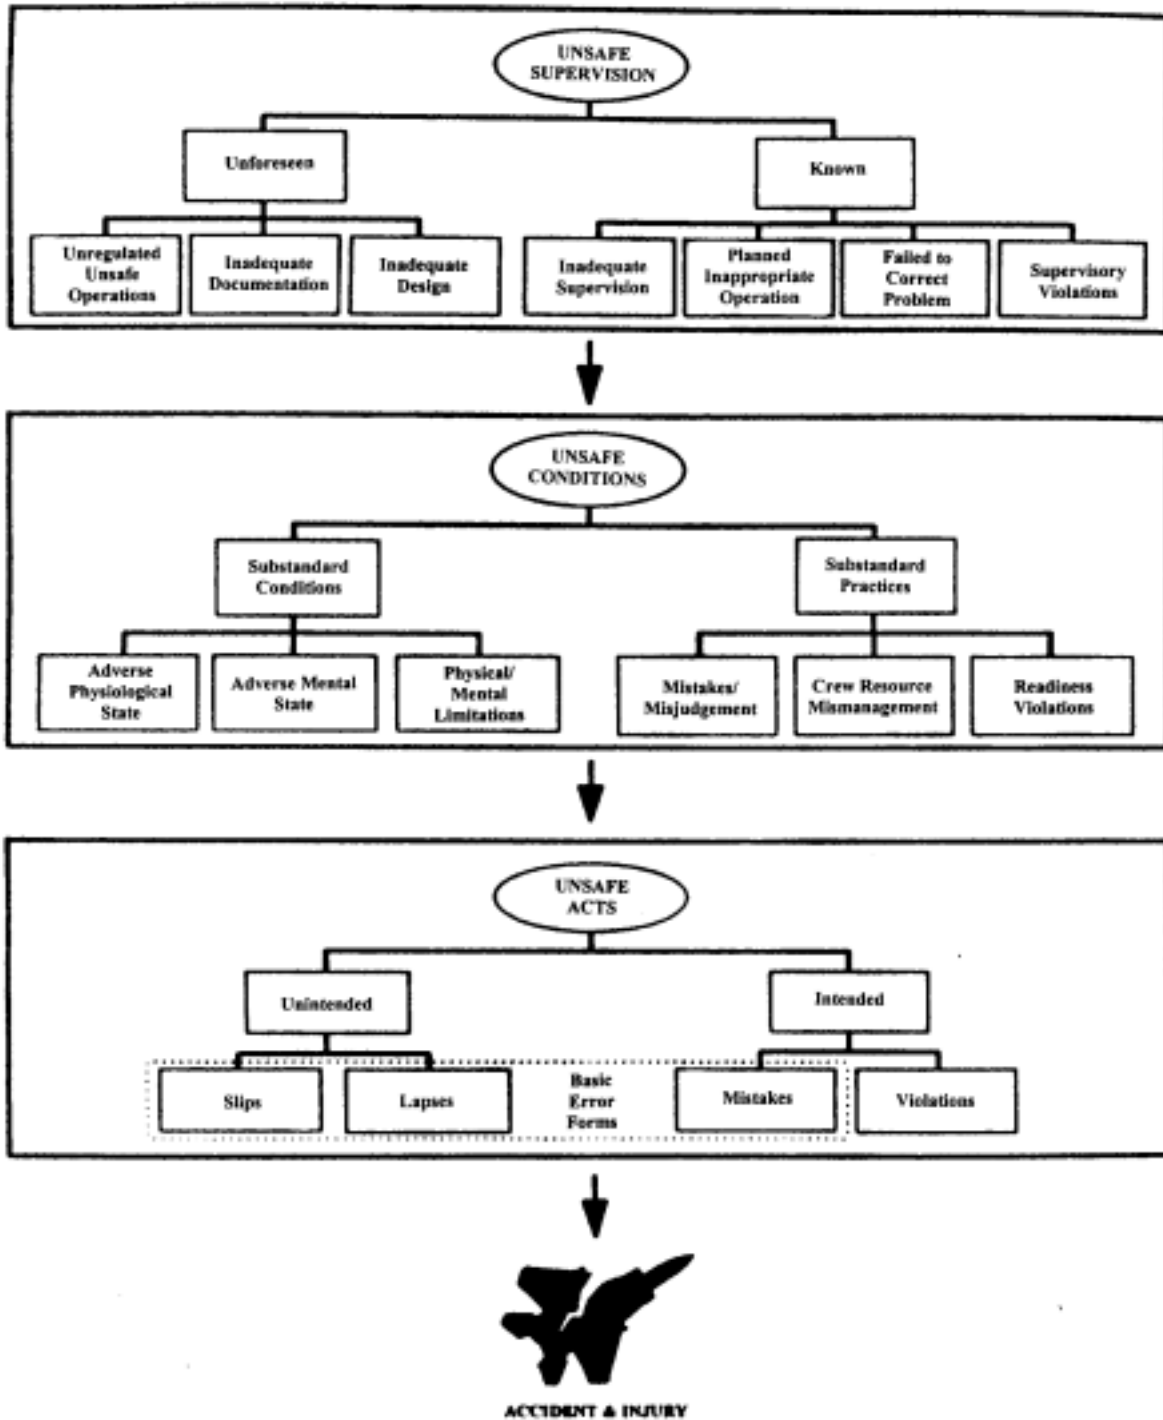 UNSAFE
SUPERVISION
Unforeseen
Known
Unregulated
Unsafe
Operations
Inadequate
Documentation
Inadequate
Design
Inadequate
Supervision
Planned
Inappropriate
Operation
Failed to
Correct
Problem
Supervisory
Violations
UNSAFE
CONDITIONS
Substandard
Conditions
Substandard
Practices
Adverse
Physiological
State
Adverse Mental
State
Physical/
Mental
Limitations
Mistakes/
Misjudgement
Crew Resource
Mismanagement
Readiness
Violations
UNSAFE
ACTS
Unintended
Intended
Slips
Lapses
Basic
Error
Forms
Mistakes
Violations
ACCIDENT & INJURY